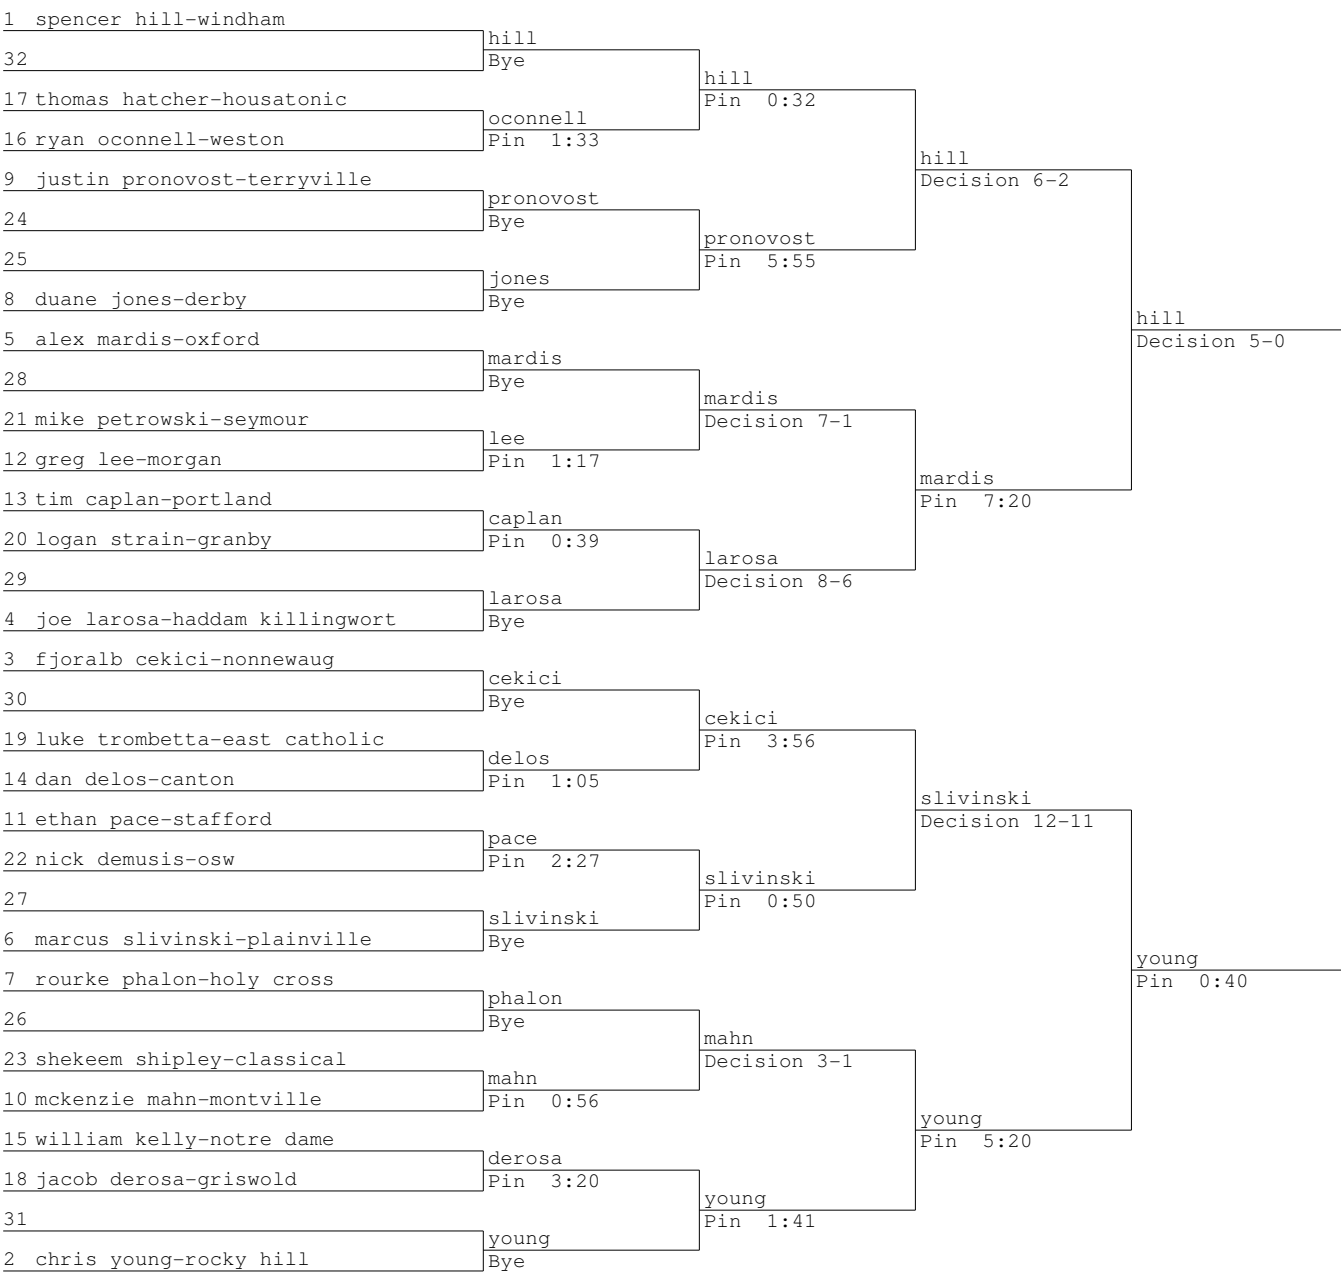 1 spencer hill-windham
32
17 thomas hatcher-housatonic
16 ryan oconnell-weston
9 justin pronovost-terryville
24
25
8 duane jones-derby
5 alex mardis-oxford
28
21 mike petrowski-seymour
12 greg lee-morgan
13 tim caplan-portland
20 logan strain-granby
29
4 joe larosa-haddam killingwort
3 fjoralb cekici-nonnewaug
30
19 luke trombetta-east catholic
14 dan delos-canton
11 ethan pace-stafford
22 nick demusis-osw
27
6 marcus slivinski-plainville
7 rourke phalon-holy cross
26
23 shekeem shipley-classical
10 mckenzie mahn-montville
15 william kelly-notre dame
18 jacob derosa-griswold
31
2 chris young-rocky hill
hill
Bye
oconnell
Pin 1:33
pronovost
Bye
jones
Bye
mardis
Bye
lee
Pin 1:17
caplan
Pin 0:39
larosa
Bye
cekici
Bye
delos
Pin 1:05
pace
Pin 2:27
slivinski
Bye
phalon
Bye
mahn
Pin 0:56
derosa
Pin 3:20
young
Bye
hill
Pin 0:32
pronovost
Pin 5:55
mardis
Decision 7-1
larosa
Decision 8-6
cekici
Pin 3:56
slivinski
Pin 0:50
mahn
Decision 3-1
young
Pin 1:41
hill
Decision 6-2
mardis
Pin 7:20
slivinski
Decision 12-11
young
Pin 5:20
hill
Decision 5-0
young
Pin 0:40